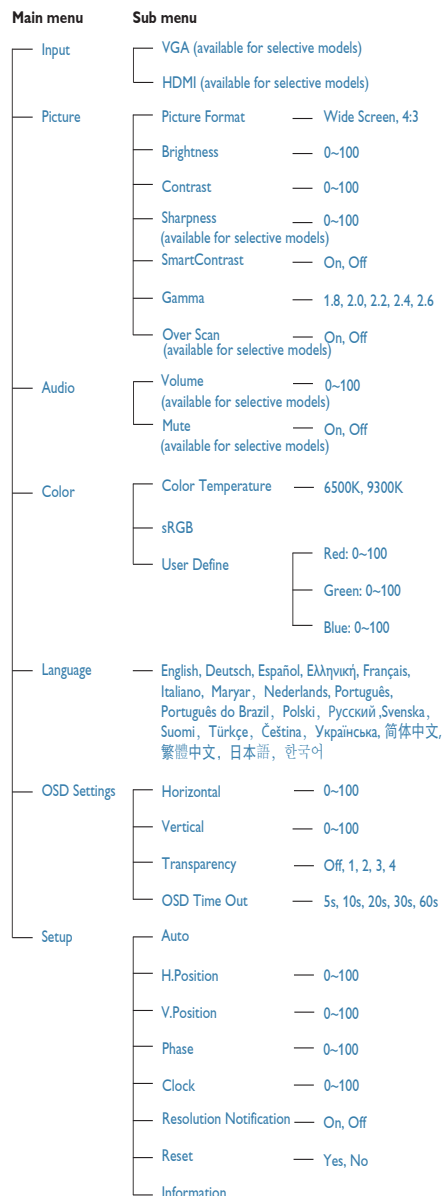 Main menu Sub menu
Input
VGA (available for selective models)
HDMI (available for selective models)
Picture
Picture Format Wide Screen, 4:3
Brightness 0~100
Contrast 0~100
Sharpness 0~100
(available for selective models)
SmartContrast On, Off
Gamma 1.8, 2.0, 2.2, 2.4, 2.6
Over Scan On, Off
(available for selective models)
Audio
Volume 0~100
(available for selective models)
Mute On, Off
(available for selective models)
Color
Color Temperature 6500K, 9300K
sRGB
User Define
Red: 0~100
Green: 0~100
Blue: 0~100
Language
English, Deutsch, Español, Ελληνική, Français,
Italiano, Maryar, Nederlands, Português,
Português do Brazil, Polski, Русский ,Svenska,
Suomi, Türkçe, Čeština, Українська, 简体中文,
繁體中文, 日本語, 한국어
OSD Settings
Horizontal 0~100
Vertical 0~100
Transparency Off, 1, 2, 3, 4
OSD Time Out 5s, 10s, 20s, 30s, 60s
Setup
Auto
H.Position 0~100
V.Position 0~100
Phase 0~100
Clock 0~100
Resolution Notification On, Off
Reset Yes, No
Information